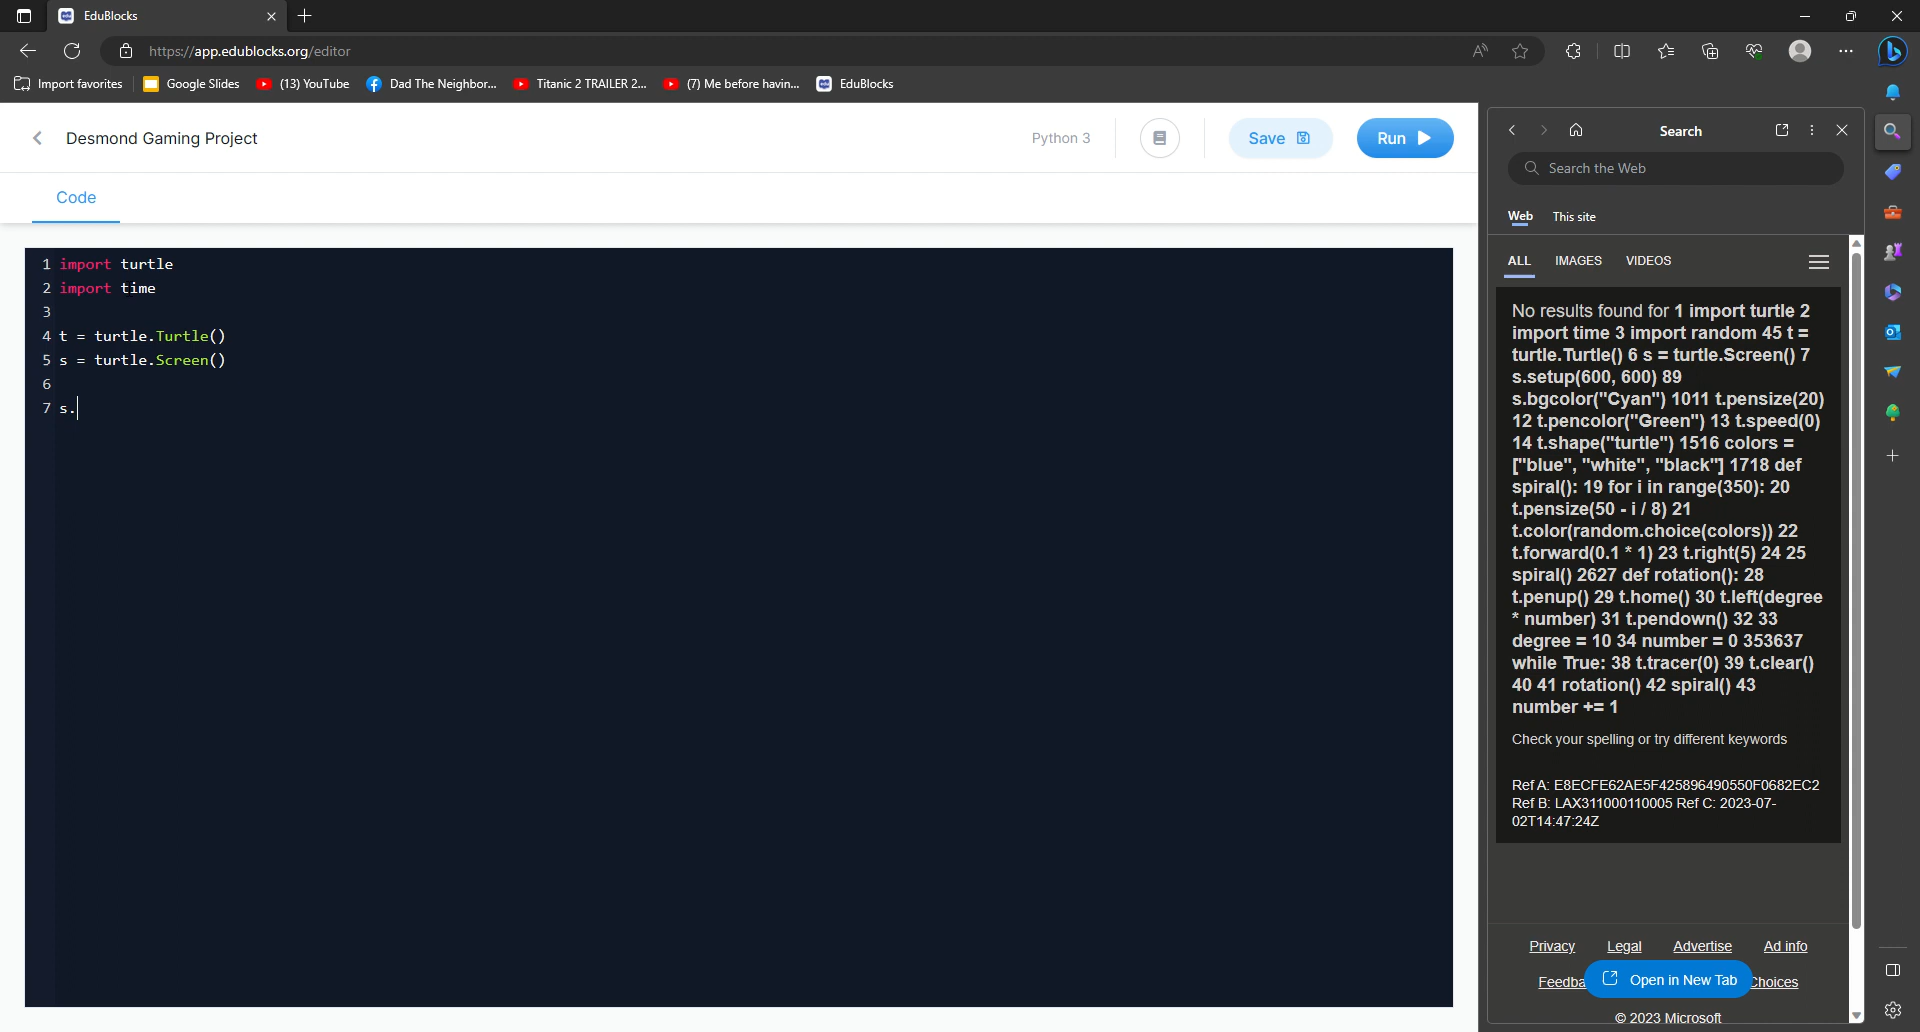 EduBlocks
https://app.edublocks.org/editor
Import favorites
Google Slides
(13) YouTube
Dad The Neighbor...
Titanic 2 TRAILER 2...
(7) Me before havin...
EduBlocks
Desmond Gaming Project
Python 3
Save
Run
Code
1 import turtle
2 import time
3
4 t = turtle.Turtle()
5 s = turtle.Screen()
6
7 s.
Search
Search the Web
Web This site
ALL IMAGES VIDEOS
No results found for 1 import turtle 2
import time 3 import random 45 t =
turtle.Turtle() 6 s = turtle.Screen() 7
s.setup(600, 600) 89
s.bgcolor("Cyan") 1011 t.pensize(20)
12 t.pencolor("Green") 13 t.speed(0)
14 t.shape("turtle") 1516 colors =
["blue", "white", "black"] 1718 def
spiral(): 19 for i in range(350): 20
t.pensize(50 - i / 8) 21
t.color(random.choice(colors)) 22
t.forward(0.1 * 1) 23 t.right(5) 24 25
spiral() 2627 def rotation(): 28
t.penup() 29 t.home() 30 t.left(degree
* number) 31 t.pendown() 32 33
degree = 10 34 number = 0 353637
while True: 38 t.tracer(0) 39 t.clear()
40 41 rotation() 42 spiral() 43
number += 1
Check your spelling or try different keywords
Ref A: E8ECFE62AE5F425896490550F0682EC2
Ref B: LAX311000110005 Ref C: 2023-07-
02T14:47:24Z
Privacy Legal Advertise Ad info
Feedba Open in New Tab Choices
© 2023 Microsoft